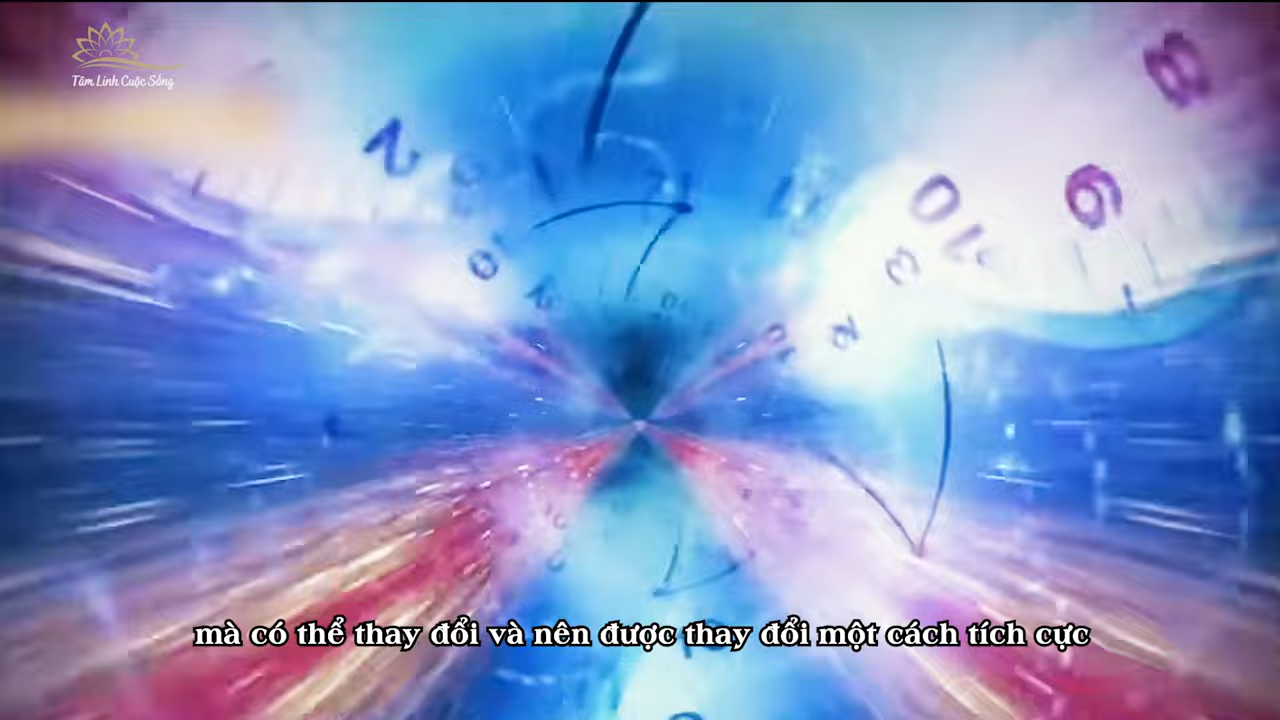 Tâm Linh Cuộc Sống
mà có thể thay đổi và nên được thay đổi một cách tích cực